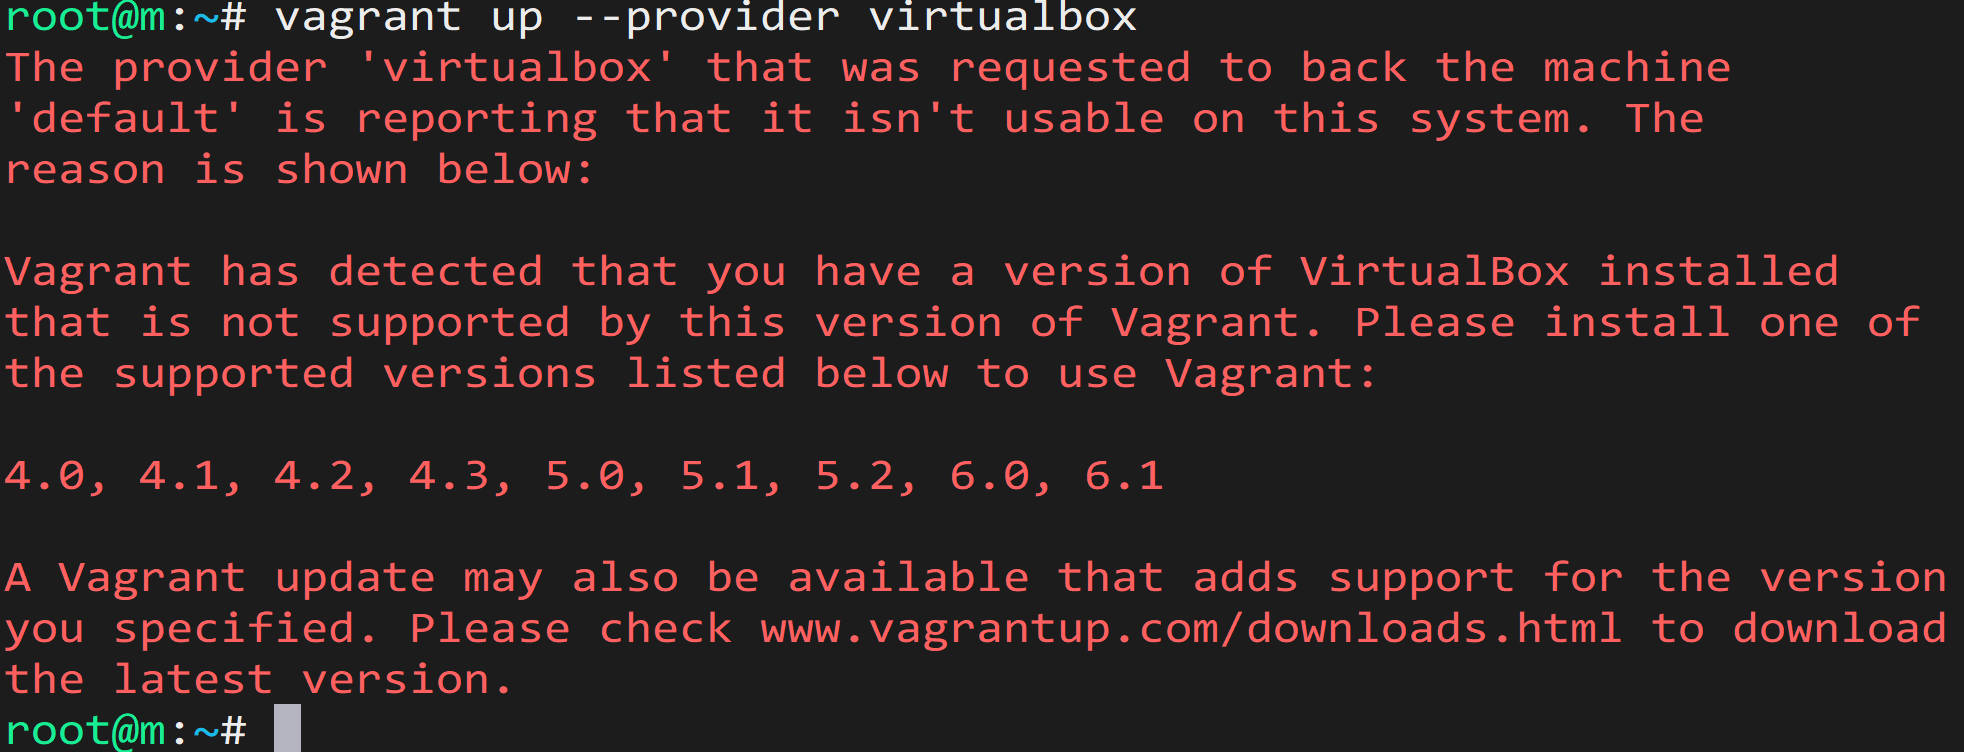 root@m:~# vagrant up --provider virtualbox
The provider 'virtualbox' that was requested to back the machine
'default' is reporting that it isn't usable on this system. The
reason is shown below:
Vagrant has detected that you have a version of VirtualBox installed
that is not supported by this version of Vagrant. Please install one of
the supported versions listed below to use Vagrant:
4.0, 4.1, 4.2, 4.3, 5.0, 5.1, 5.2, 6.0, 6.1
A Vagrant update may also be available that adds support for the version
you specified. Please check www.vagrantup.com/downloads.html to download
the latest version.
root@m:~#